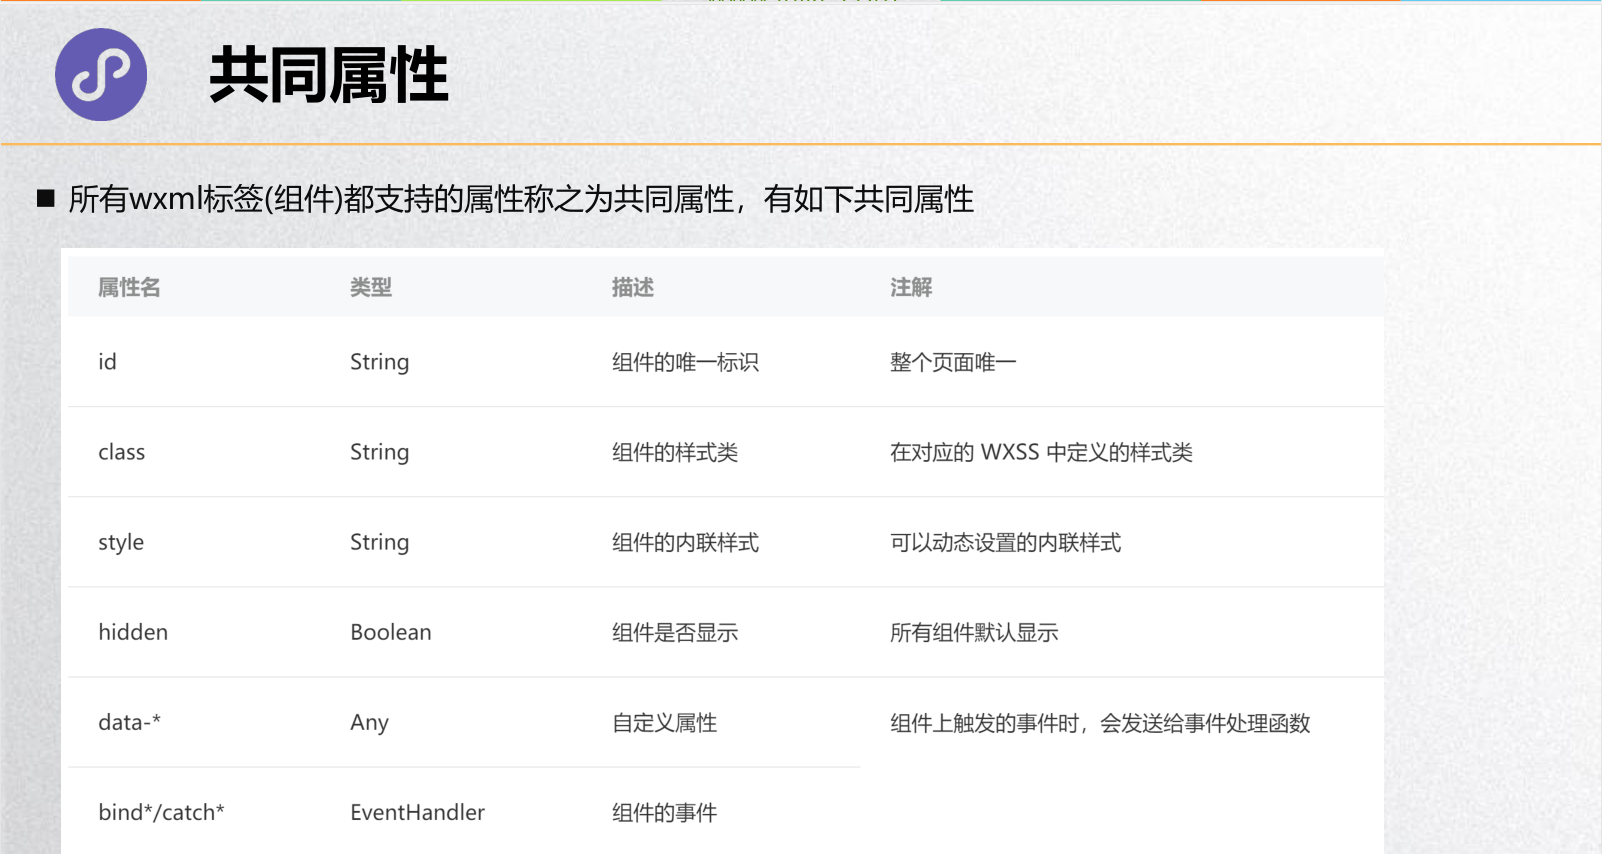 共同属性
■ 所有wxml标签(组件)都支持的属性称之为共同属性，有如下共同属性
属性名 类型 描述 注解
id String 组件的唯一标识 整个页面唯一
class String 组件的样式类 在对应的 WXSS 中定义的样式类
style String 组件的内联样式 可以动态设置的内联样式
hidden Boolean 组件是否显示 所有组件默认显示
data-* Any 自定义属性 组件上触发的事件时，会发送给事件处理函数
bind*/catch* EventHandler 组件的事件